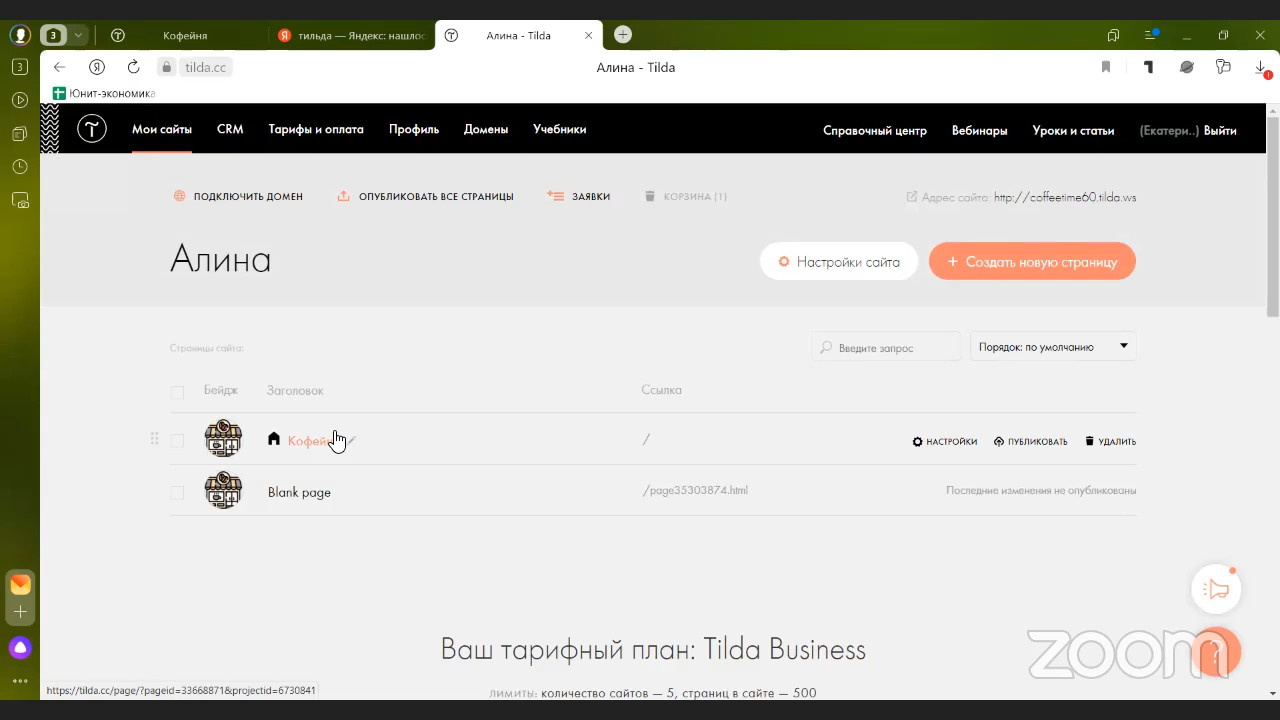 3
Кофейня
тильда — Яндекс: нашлос
Алина - Tilda
3
tilda.cc
Алина - Tilda
Юнит-экономика
Мои сайты
CRM
Тарифы и оплата
Профиль
Домены
Учебники
Справочный центр
Вебинары
Уроки и статьи
(Екатери..) Выйти
ПОДКЛЮЧИТЬ ДОМЕН
ОПУБЛИКОВАТЬ ВСЕ СТРАНИЦЫ
ЗАЯВКИ
КОРЗИНА (1)
Адрес сайта: http://coffeetime60.tilda.ws
Алина
Настройки сайта
+ Создать новую страницу
Страницы сайта:
Введите запрос
Порядок: по умолчанию
Бейдж
Заголовок
Ссылка
Кофей
/
НАСТРОЙКИ
ПУБЛИКОВАТЬ
УДАЛИТЬ
Blank page
/page35303874.html
Последние изменения не опубликованы
Ваш тарифный план: Tilda Business
ЛИМИТЫ: количество сайтов — 5, страниц в сайте — 500
zoom
?
https://tilda.cc/page/?pageid=33668871&projectid=6730841